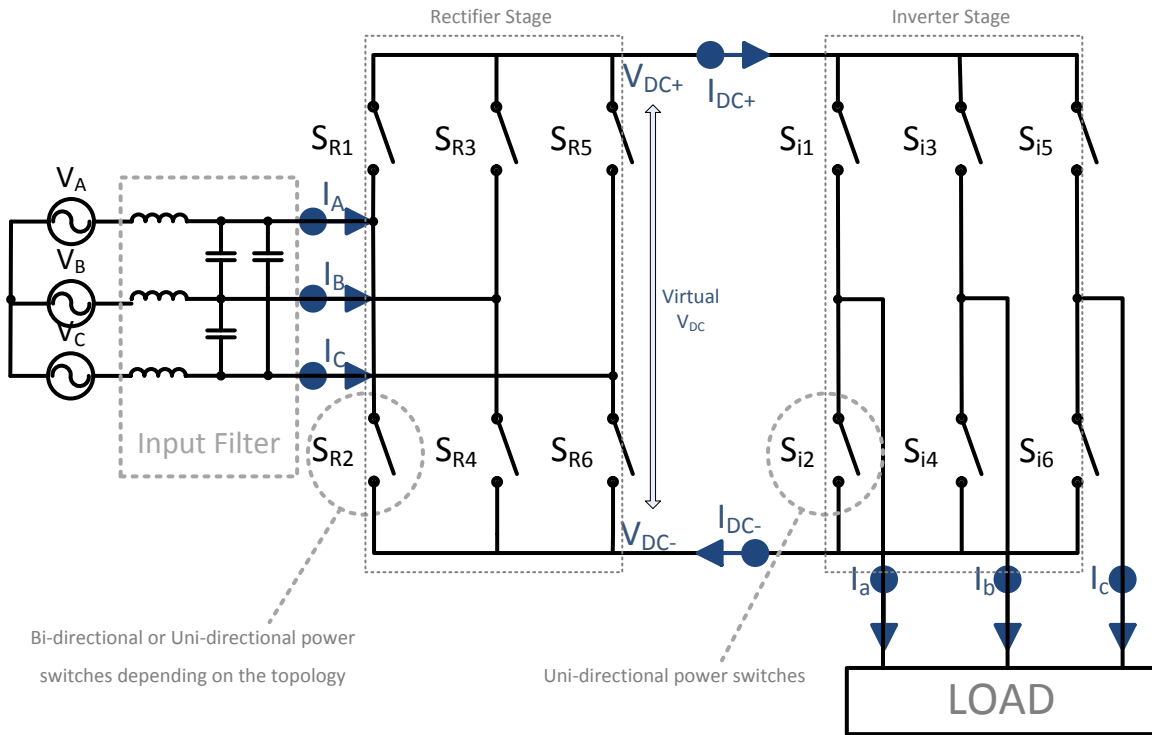 Rectifier Stage
Inverter Stage
VDC+
IDC+
SR1
SR3
SR5
Si1
Si3
Si5
VA
IA
VB
IB
Virtual
VDC
VC
IC
Input Filter
SR2
SR4
SR6
Si2
Si4
Si6
VDC-
IDC-
Ia
Ib
Ic
Bi-directional or Uni-directional power
switches depending on the topology
Uni-directional power switches
LOAD